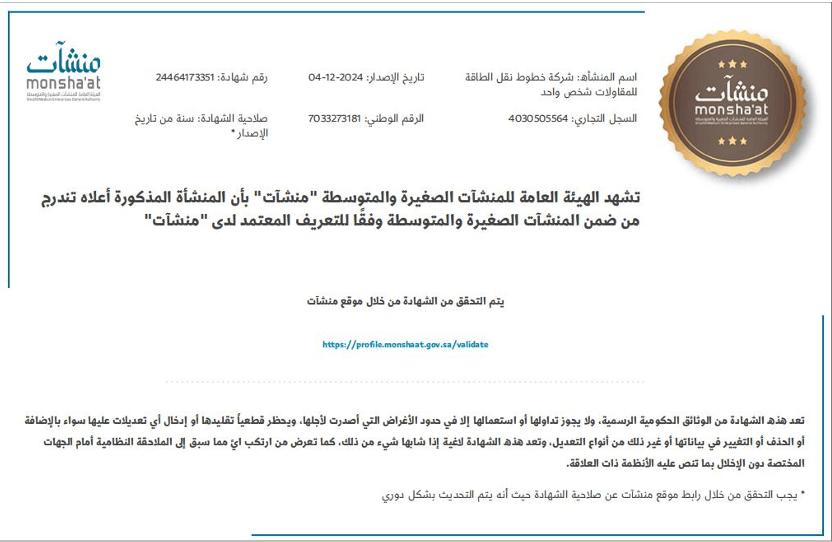 منشآت
monsha'at
الهيئة العامة للمنشآت الصغيرة والمتوسطة
Small & Medium Enterprises General Authority
اسم المنشأه: شركة خطوط نقل الطاقة
للمقاولات شخص واحد
تاريخ الإصدار: 2024-12-04
رقم شهادة: 24464173351
منشآت
monsha'at
الهيئة العامة للمنشآت الصغيرة والمتوسطة
Small & Medium Enterprises General Authority
السجل التجاري: 4030505564
الرقم الوطني: 7033273181
صلاحية الشهادة: سنة من تاريخ
الإصدار*
تشهد الهيئة العامة للمنشآت الصغيرة والمتوسطة "منشآت" بأن المنشأة المذكورة أعلاه تندرج
من ضمن المنشآت الصغيرة والمتوسطة وفقًا للتعريف المعتمد لدى "منشآت"
يتم التحقق من الشهادة من خلال موقع منشآت
https://profile.monshaat.gov.sa/validate
تعد هذه الشهادة من الوثائق الحكومية الرسمية، ولا يجوز تداولها أو استعمالها إلا في حدود الأغراض التي أصدرت لأجلها، ويحظر قطعياً تقليدها أو إدخال أي تعديلات عليها سواء بالإضافة
أو الحذف أو التغيير في بياناتها أو غير ذلك من أنواع التعديل، وتعد هذه الشهادة لاغية إذا شابها شيء من ذلك، كما تعرض من ارتكب ايّ مما سبق إلى الملاحقة النظامية أمام الجهات
المختصة دون الإخلال بما تنص عليه الأنظمة ذات العلاقة.
* يجب التحقق من خلال رابط موقع منشآت عن صلاحية الشهادة حيث أنه يتم التحديث بشكل دوري